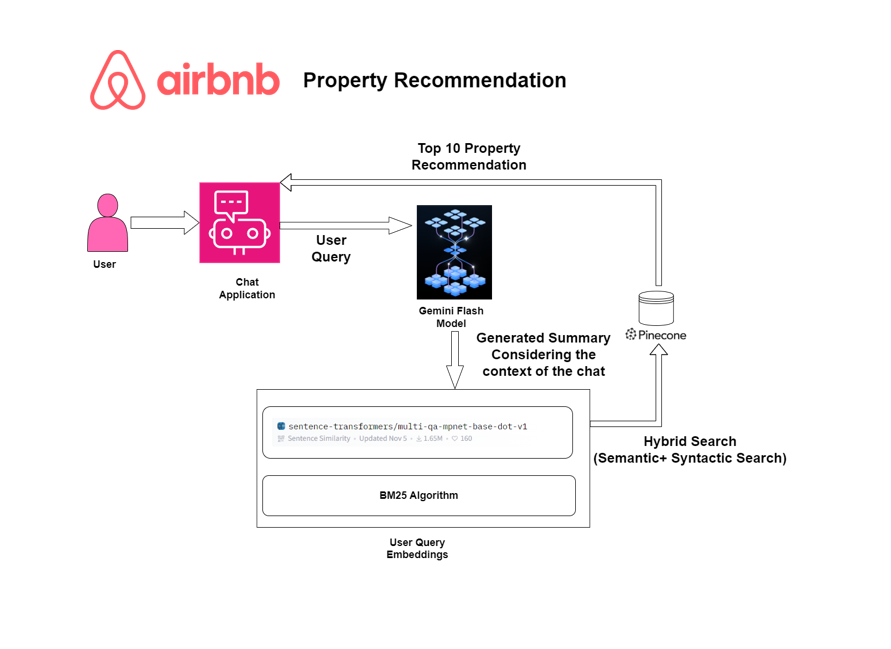 airbnb
Property Recommendation
Top 10 Property
Recommendation
User
Query
User
Chat
Application
Gemini Flash
Model
Generated Summary
Considering the
context of the chat
Pinecone
sentence-transformers/multi-qa-mpnet-base-dot-v1
Sentence Similarity • Updated Nov 5 • 1.65M • 160
BM25 Algorithm
Hybrid Search
(Semantic+ Syntactic Search)
User Query
Embeddings